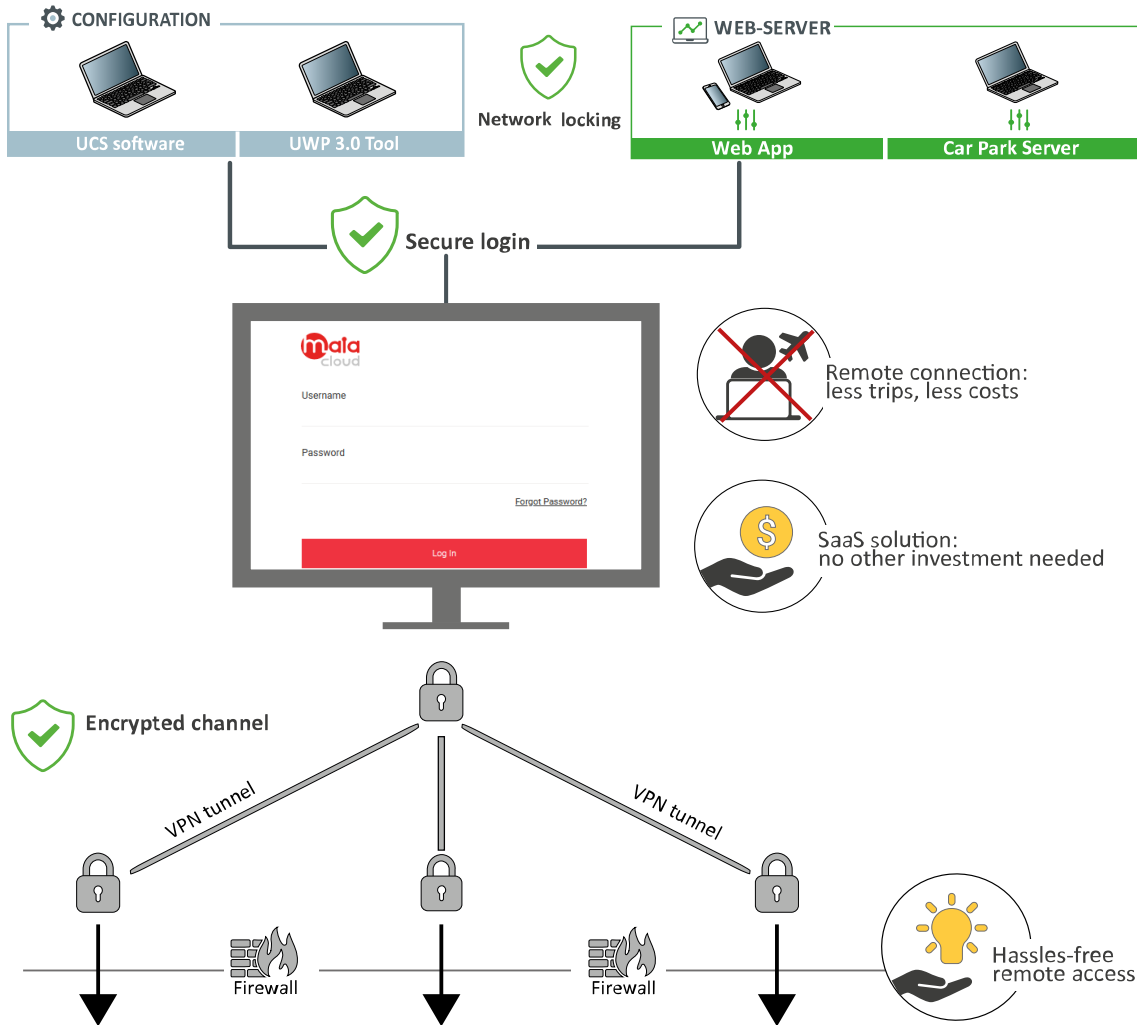 CONFIGURATION
WEB-SERVER
Network locking
UCS software
UWP 3.0 Tool
Web App
Car Park Server
Secure login
maia
cloud
Username
Password
Forgot Password?
Log In
Remote connection:
less trips, less costs
$
SaaS solution:
no other investment needed
Encrypted channel
VPN tunnel
VPN tunnel
Firewall
Firewall
Hassles-free
remote access